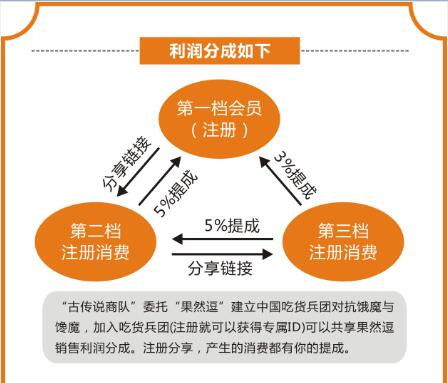 利润分成如下
第一档会员
（注册）
分享链接
5%提成
3%提成
第二档
注册消费
5%提成
分享链接
第三档
注册消费
“古传说商队”委托“果然逗”建立中国吃货兵团对抗饿魔与
馋魔，加入吃货兵团(注册就可以获得专属ID)可以共享果然逗
销售利润分成。注册分享，产生的消费都有你的提成。